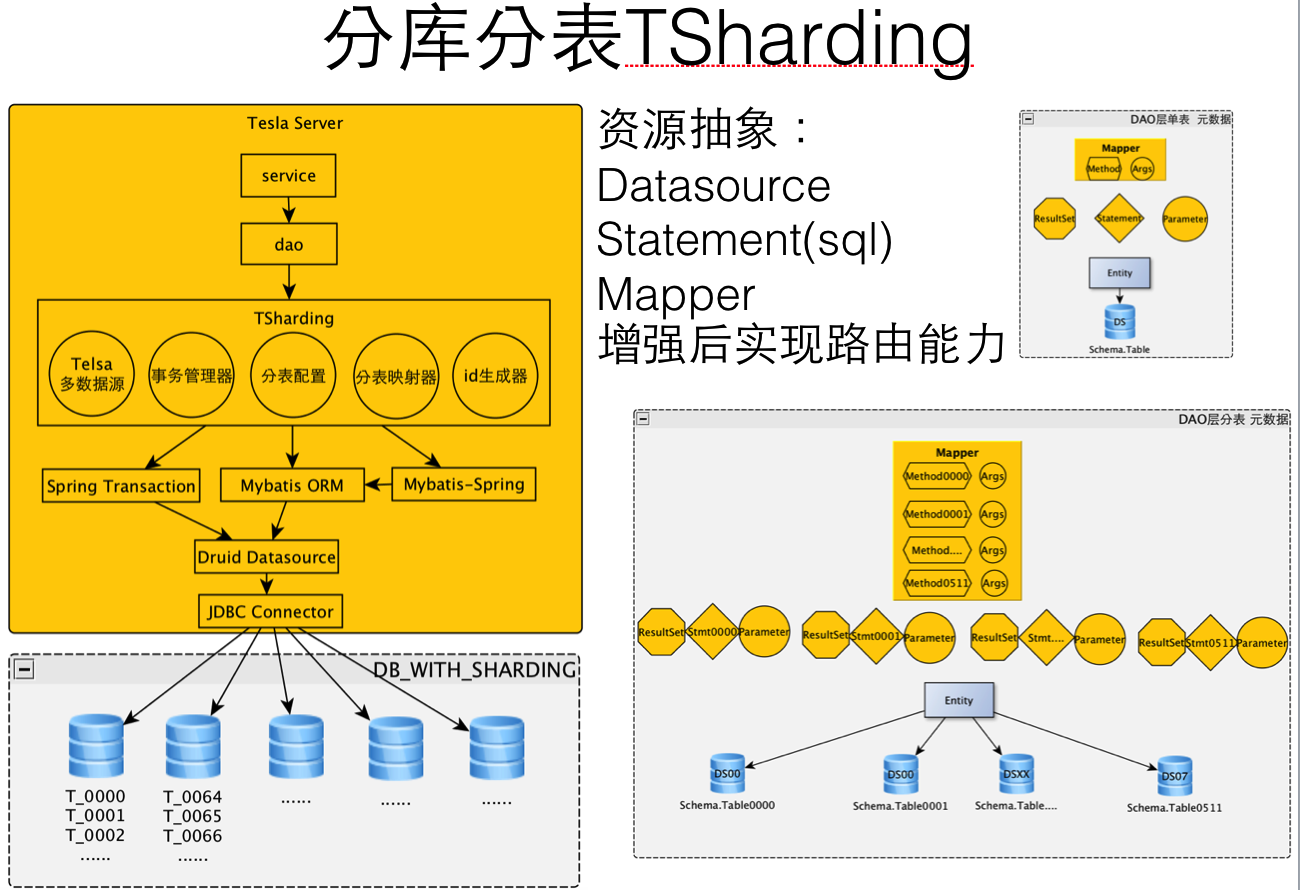 分库分表TSharding
Tesla Server
service
dao
TSharding
Telsa
多数据源
事务管理器
分表配置
分表映射器
id生成器
Spring Transaction
Mybatis ORM
Mybatis-Spring
Druid Datasource
JDBC Connector
DB_WITH_SHARDING
T_0000
T_0001
T_0002
......
T_0064
T_0065
T_0066
......
......
......
......
资源抽象：
Datasource
Statement(sql)
Mapper
增强后实现路由能力
DAO层单表 元数据
Mapper
Method
Args
ResultSet
Statement
Parameter
Entity
DS
Schema.Table
DAO层分表 元数据
Mapper
Method0000
Args
Method0001
Args
Method....
Args
Method0511
Args
ResultSet
Stmt0000
Parameter
ResultSet
Stmt0001
Parameter
ResultSet
Stmt....
Parameter
ResultSet
Stmt0511
Parameter
Entity
DS00
Schema.Table0000
DS00
Schema.Table0001
DSXX
Schema.Table....
DS07
Schema.Table0511